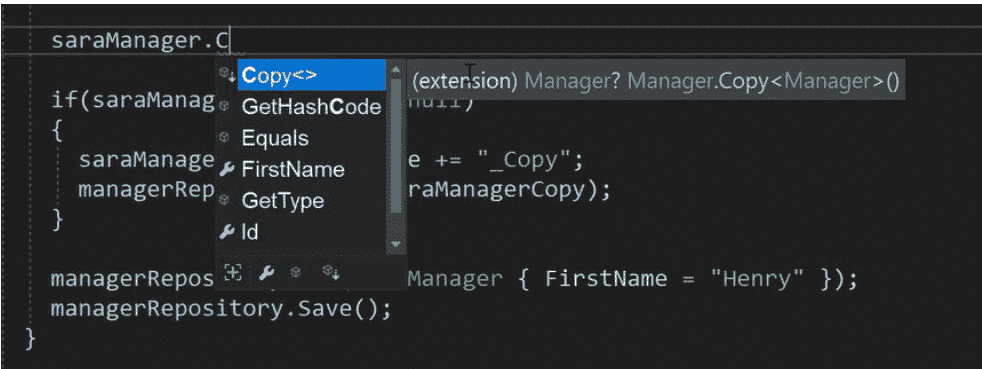 saraManager.C
Copy<>
(extension) Manager? Manager.Copy<Manager>()
if(saraManag
null)
GetHashCode
{
Equals
saraManage
e += "_Copy";
FirstName
managerRep
raManagerCopy);
GetType
}
Id
managerRepos
Manager { FirstName = "Henry" });
managerRepository.Save();
}